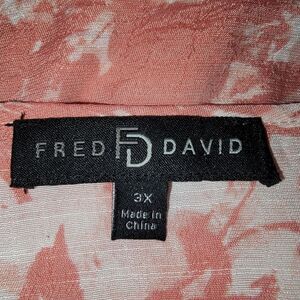 FRED FD DAVID
3X
Made in
China